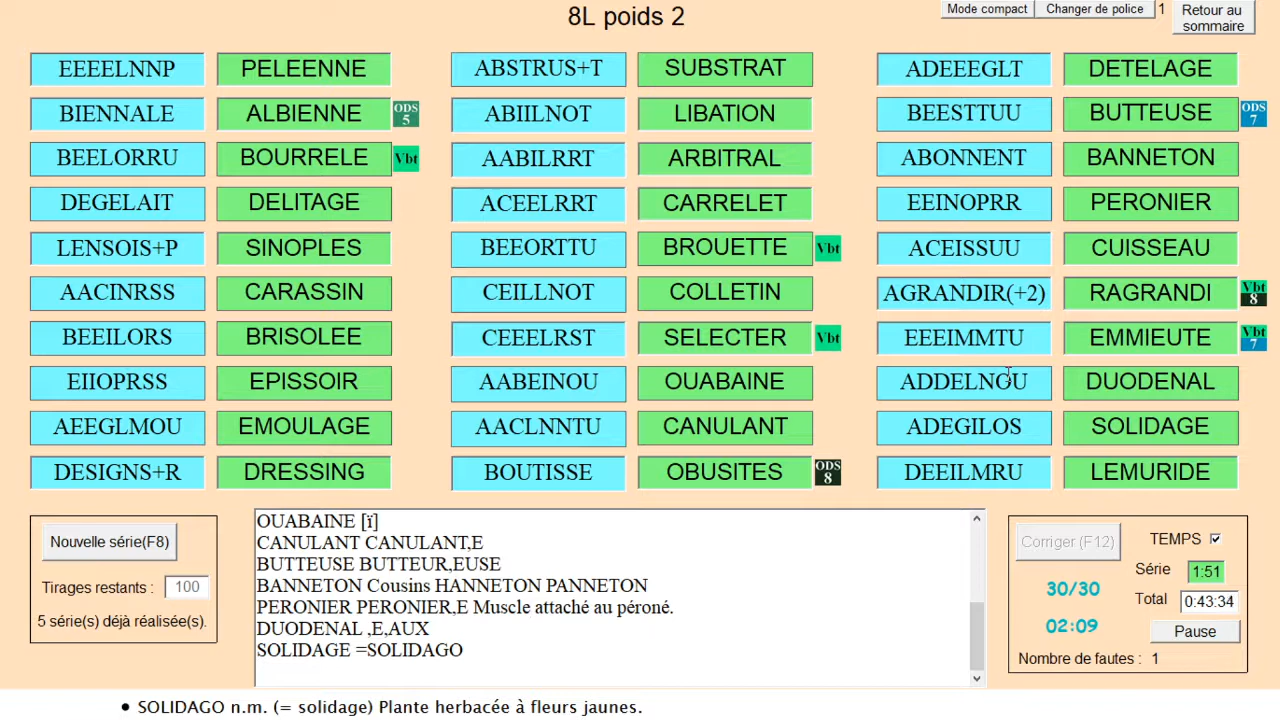 8L poids 2
Mode compact Changer de police 1 Retour au sommaire
EEEELNNP PELEENNE ABSTRUS+T SUBSTRAT ADEEEGLT DETELAGE
BIENNALE ALBIENNE ODS 5 ABIILNOT LIBATION BEESTTUU BUTTEUSE ODS 7
BEELORRU BOURRELE Vbt AABILRRT ARBITRAL ABONNENT BANNETON
DEGELAIT DELITAGE ACEELRRT CARRELET EEINOPRR PERONIER
LENSOIS+P SINOPLES BEEORTTU BROUETTE Vbt ACEISSUU CUISSEAU
AACINRSS CARASSIN CEILLNOT COLLETIN AGRANDIR(+2) RAGRANDI Vbt 8
BEEILORS BRISOLEE CEEELRST SELECTER Vbt EEEIMMTU EMMIEUTE Vbt 7
EIIOPRSS EPISSOIR AABEINOU OUABAINE ADDELNOU DUODENAL
AEEGLMOU EMOULAGE AACLNNTU CANULANT ADEGILOS SOLIDAGE
DESIGNS+R DRESSING BOUTISSE OBUSITES ODS 8 DEEILMRU LEMURIDE
Nouvelle série(F8)
Tirages restants : 100
5 série(s) déjà réalisée(s).
OUABAINE [ï]
CANULANT CANULANT,E
BUTTEUSE BUTTEUR,EUSE
BANNETON Cousins HANNETON PANNETON
PERONIER PERONIER,E Muscle attaché au péroné.
DUODENAL ,E,AUX
SOLIDAGE =SOLIDAGO
Corriger (F12) TEMPS
Série 1:51
30/30 Total 0:43:34
02:09 Pause
Nombre de fautes : 1
• SOLIDAGO n.m. (= solidage) Plante herbacée à fleurs jaunes.